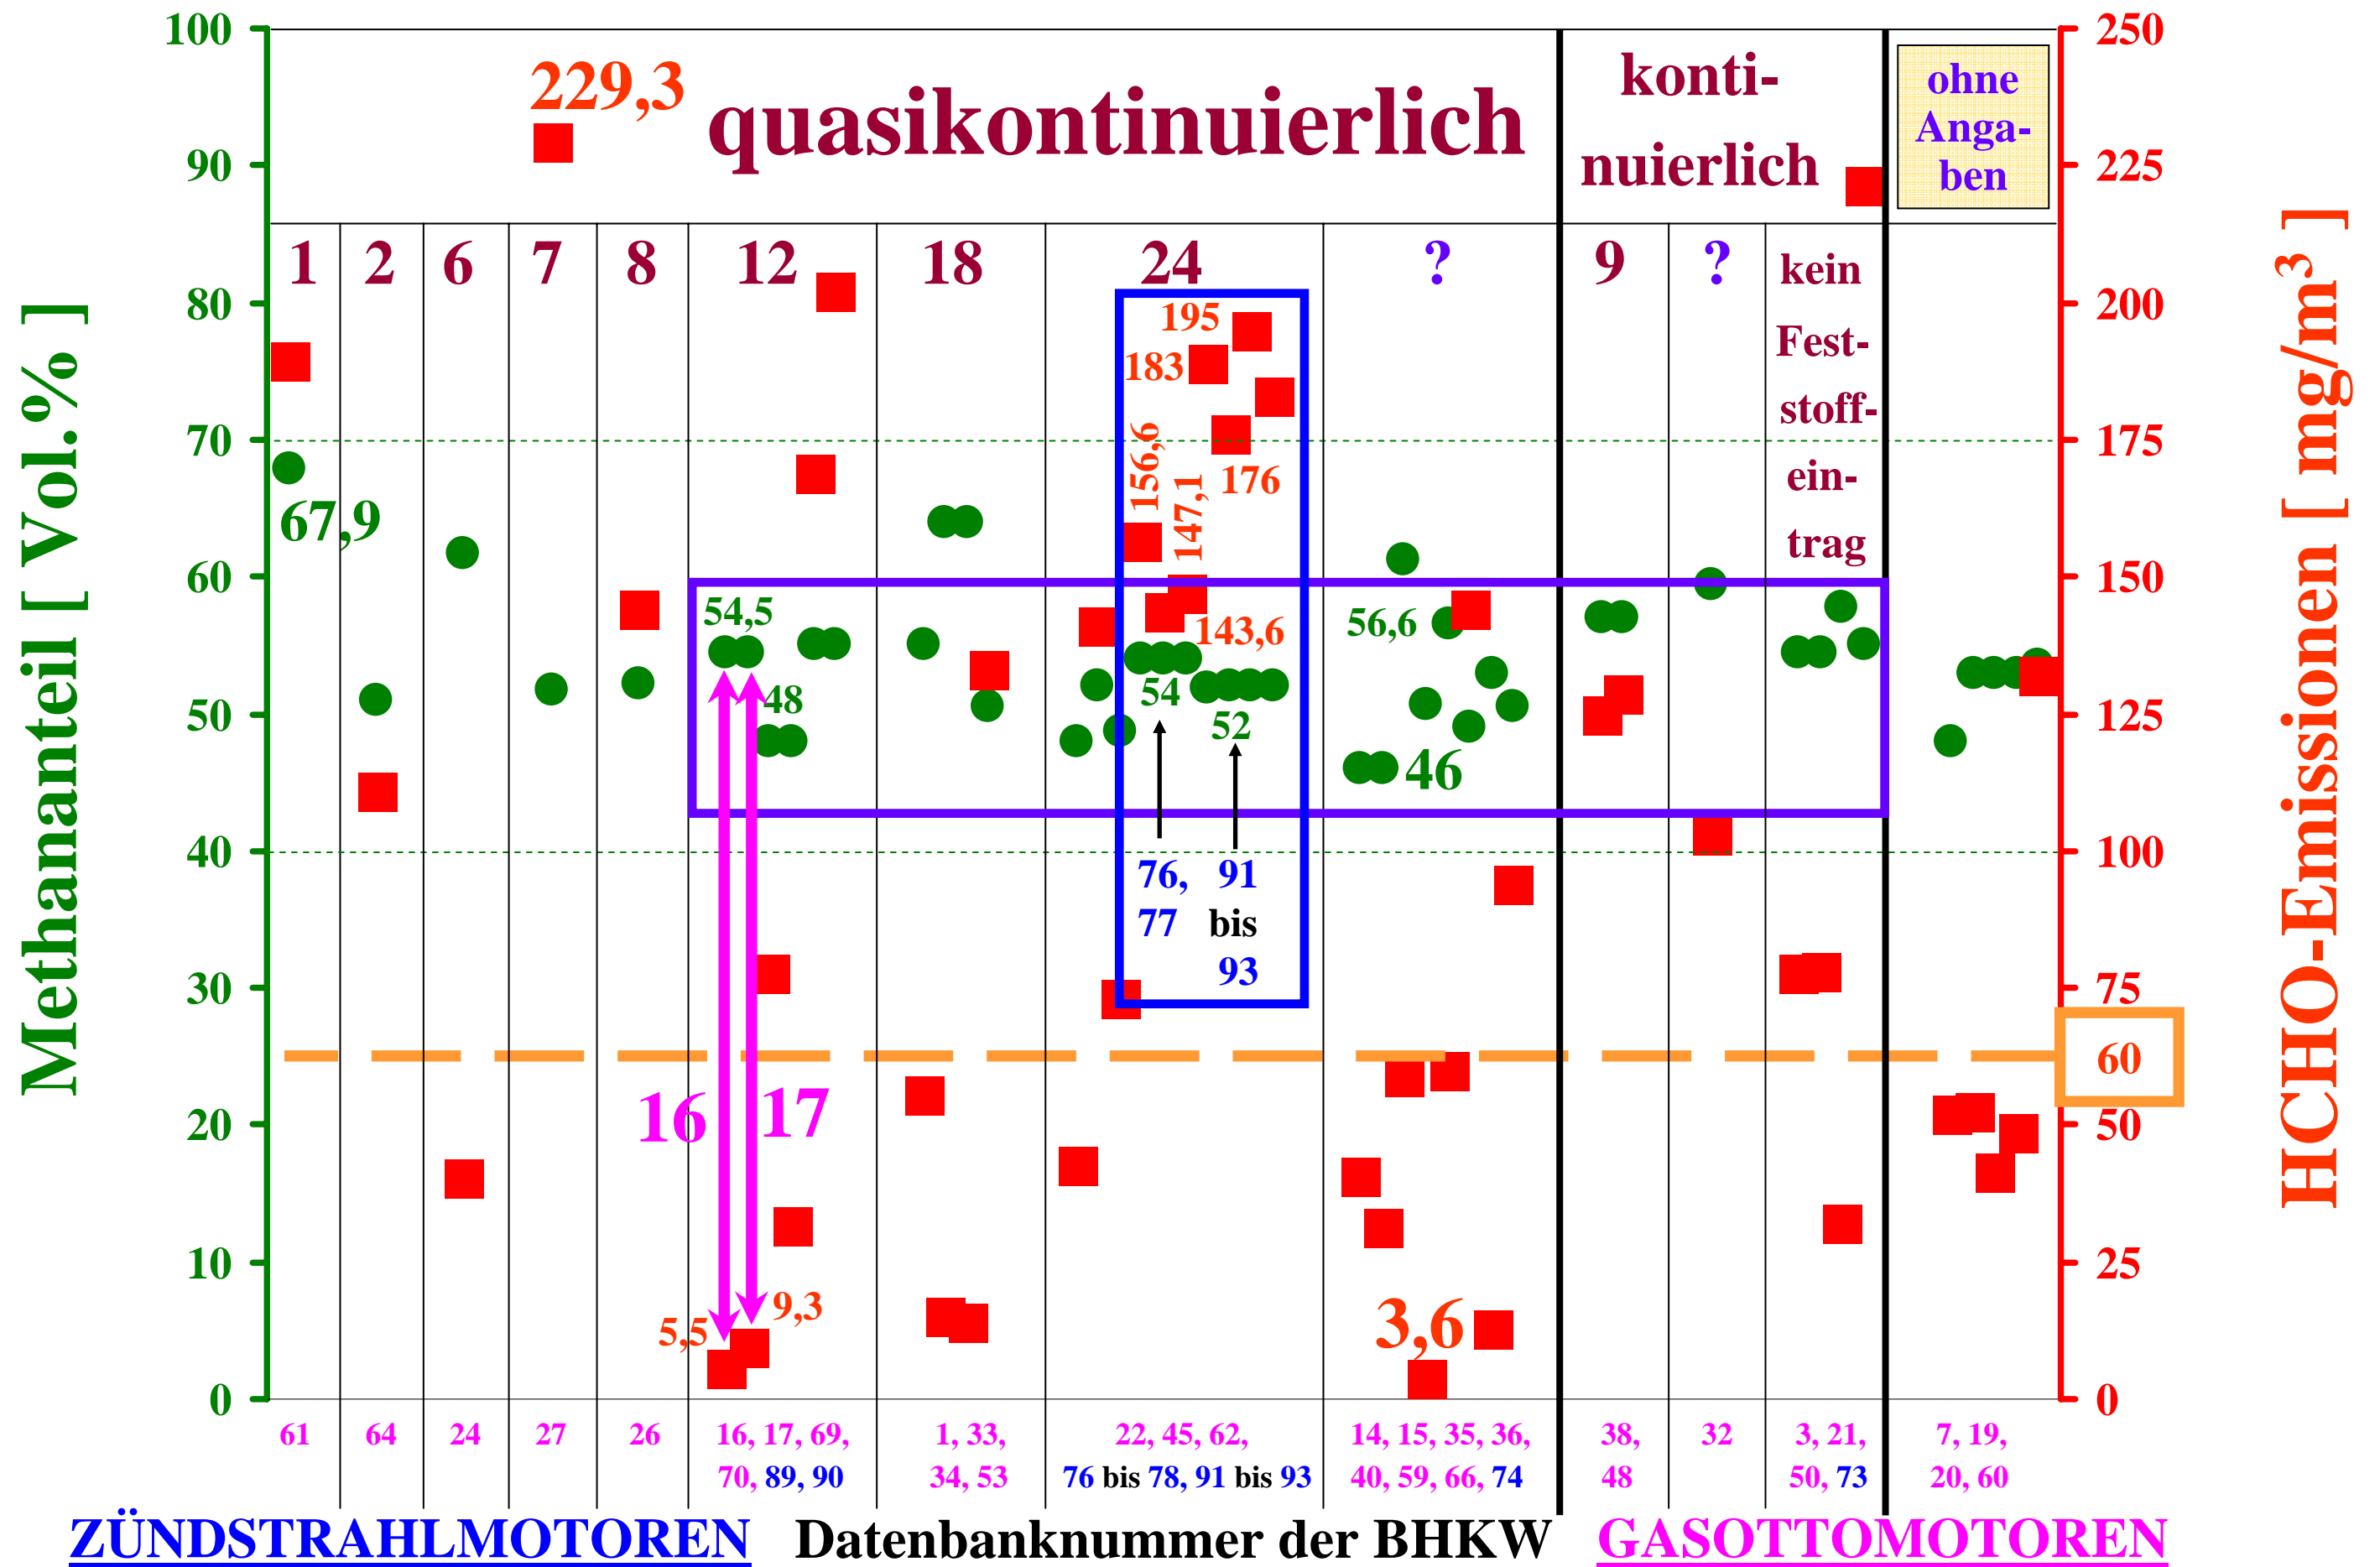 Methananteil [ Vol.% ]
100
90
80
70
60
50
40
30
20
10
0
229,3
quasikontinuierlich
konti-
nuierlich
ohne
Anga-
ben
1 2 6 7 8 12 18 24 ? 9 ?
kein
Fest-
stoff-
ein-
trag
67,9
54,5
48
195
183
156,6
147,1
176
143,6
54
52
56,6
46
76, 91
77 bis
93
16 17
5,5
9,3
3,6
250
225
200
175
150
125
100
75
60
50
25
0
HCHO-Emissionen [ mg/m³ ]
61 64 24 27 26 16, 17, 69, 1, 33, 22, 45, 62, 14, 15, 35, 36, 38, 32 3, 21, 7, 19,
70, 89, 90 34, 53 76 bis 78, 91 bis 93 40, 59, 66, 74 48 50, 73 20, 60
ZÜNDSTRAHLMOTOREN Datenbanknummer der BHKW GASOTTOMOTOREN